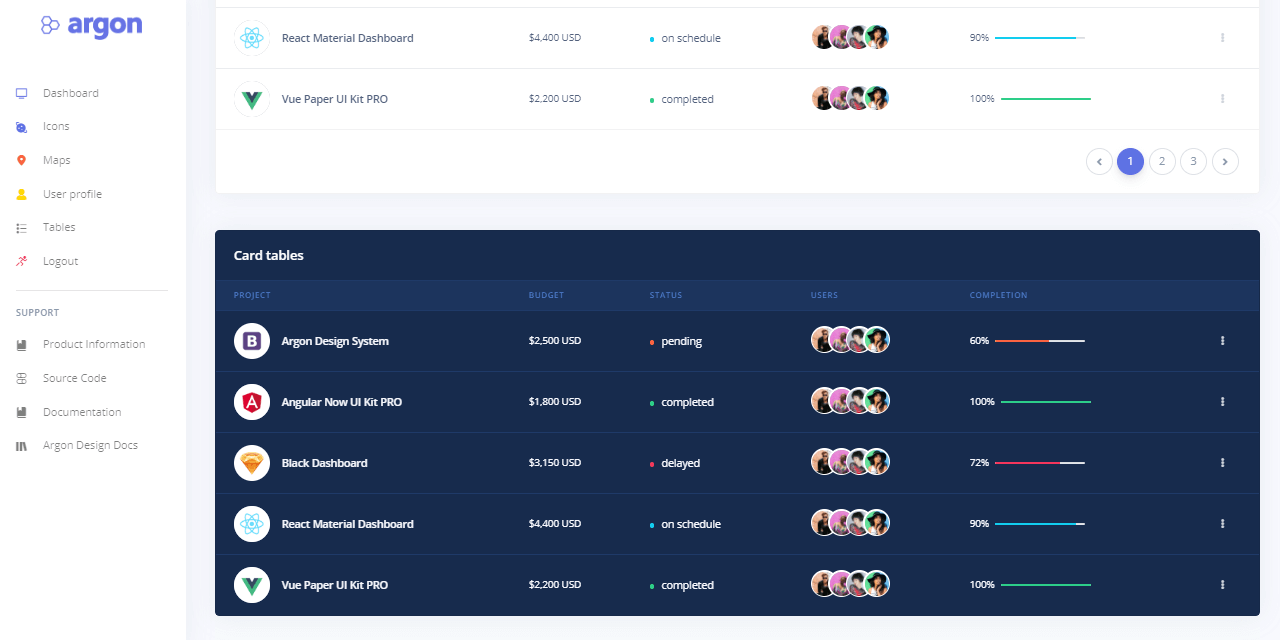 argon
Dashboard
Icons
Maps
User profile
Tables
Logout
SUPPORT
Product Information
Source Code
Documentation
Argon Design Docs
React Material Dashboard $4,400 USD on schedule 90%
Vue Paper UI Kit PRO $2,200 USD completed 100%
1 2 3
Card tables
PROJECT BUDGET STATUS USERS COMPLETION
B Argon Design System $2,500 USD pending 60%
A Angular Now UI Kit PRO $1,800 USD completed 100%
Black Dashboard $3,150 USD delayed 72%
React Material Dashboard $4,400 USD on schedule 90%
Vue Paper UI Kit PRO $2,200 USD completed 100%